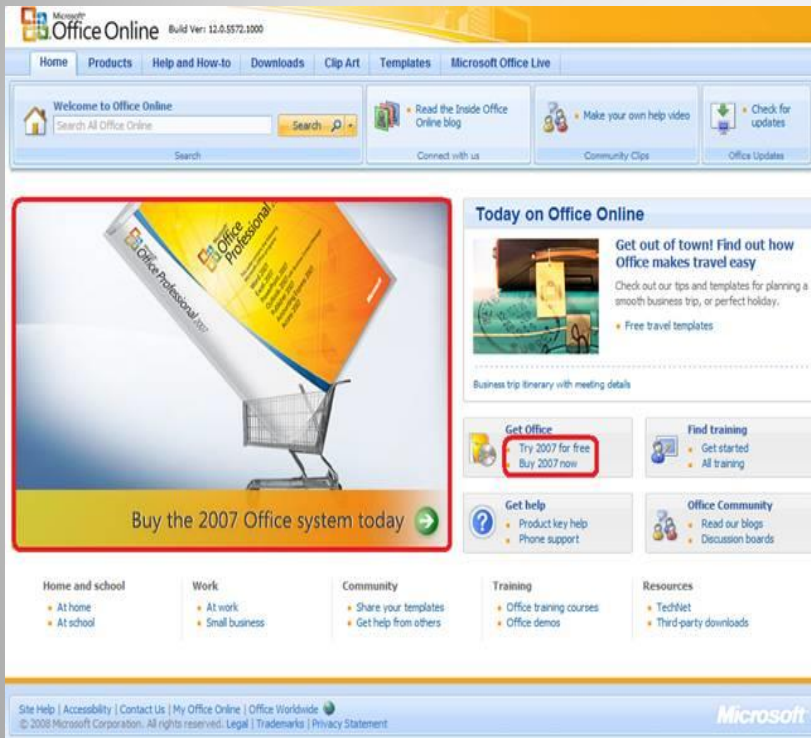 Microsoft®
Office Online Build Ver: 12.0.5572.1000
Home Products Help and How-to Downloads Clip Art Templates Microsoft Office Live
Welcome to Office Online
Search All Office Online Search
Search
Read the Inside Office
Online blog
Connect with us
Make your own help video
Community Clips
Check for
updates
Office Updates
Office Professional 2007
Microsoft
Office
Professional 2007
Buy the 2007 Office system today
Today on Office Online
Get out of town! Find out how
Office makes travel easy
Check out our tips and templates for planning a
smooth business trip, or perfect holiday.
Free travel templates
Business trip itinerary with meeting details
Get Office
Try 2007 for free
Buy 2007 now
Find training
Get started
All training
Get help
Product key help
Phone support
Office Community
Read our blogs
Discussion boards
Home and school
At home
At school
Work
At work
Small business
Community
Share your templates
Get help from others
Training
Office training courses
Office demos
Resources
TechNet
Third-party downloads
Site Help | Accessibility | Contact Us | My Office Online | Office Worldwide
© 2008 Microsoft Corporation. All rights reserved. Legal | Trademarks | Privacy Statement
Microsoft